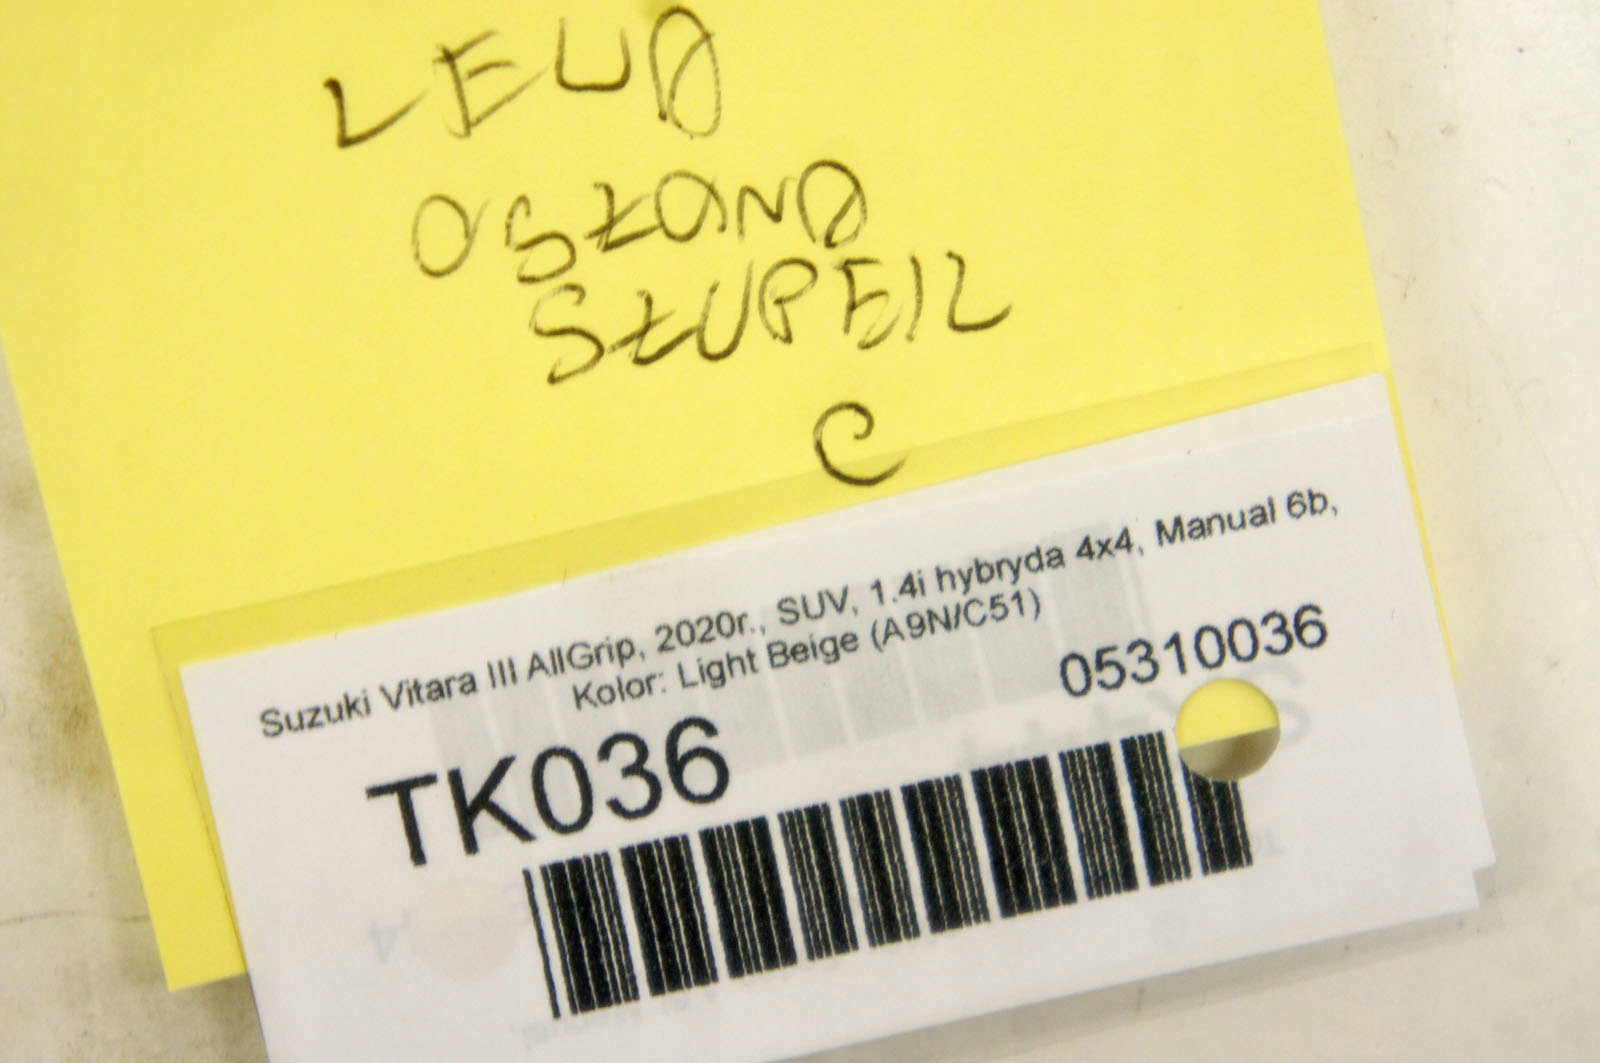 LEWA
OSŁONA
SŁUPEIL
C
Suzuki Vitara III AllGrip, 2020r., SUV, 1.4i hybryda 4x4, Manual 6b,
Kolor: Light Beige (A9N/C51)
05310036
TK036